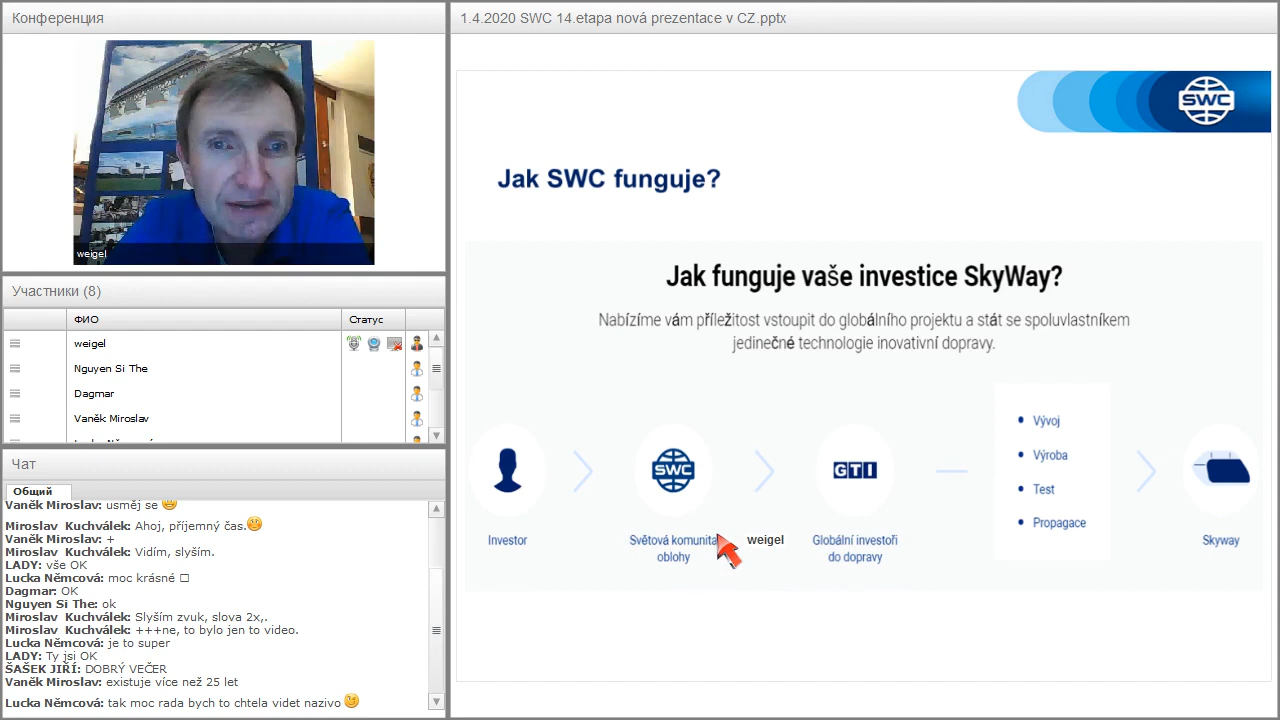 Конференция
weigel
Участники (8)
ФИО
Статус
weigel
Nguyen Si The
Dagmar
Vaněk Miroslav
Чат
Общий
Vaněk Miroslav: usměj se
Miroslav Kuchválek: Ahoj, příjemný čas.
Vaněk Miroslav: +
Miroslav Kuchválek: Vidím, slyším.
LADY: vše OK
Lucka Němcová: moc krásné
Dagmar: OK
Nguyen Si The: ok
Miroslav Kuchválek: Slyším zvuk, slova 2x,.
Miroslav Kuchválek: +++ne, to bylo jen to video.
Lucka Němcová: je to super
LADY: Ty jsi OK
ŠAŠEK JIŘÍ: DOBRÝ VEČER
Vaněk Miroslav: existuje více než 25 let
Lucka Němcová: tak moc rada bych to chtela videt nazivo
1.4.2020 SWC 14.etapa nová prezentace v CZ.pptx
SWC
Jak SWC funguje?
Jak funguje vaše investice SkyWay?
Nabízíme vám příležitost vstoupit do globálního projektu a stát se spoluvlastníkem
jedinečné technologie inovativní dopravy.
Investor
SWC
Světová komunita
oblohy
weigel
GTI
Globální investoři
do dopravy
Vývoj
Výroba
Test
Propagace
Skyway